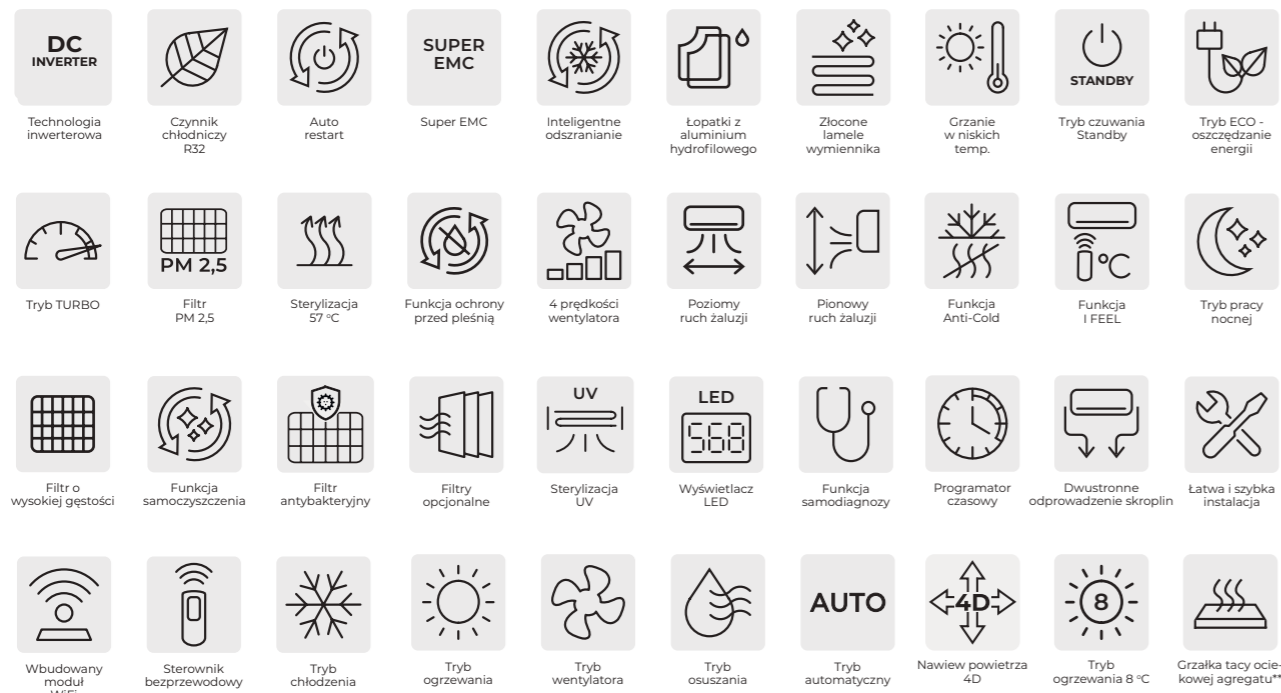 DC
INVERTER
Technologia
inwerterowa
Czynnik
chłodniczy
R32
Auto
restart
SUPER
EMC
Super EMC
Inteligentne
odszranianie
Łopatki z
aluminium
hydrofilowego
Złocone
lamele
wymiennika
Grzanie
w niskich
temp.
STANDBY
Tryb czuwania
Standby
Tryb ECO -
oszczędzanie
energii
Tryb TURBO
PM 2,5
Filtr
PM 2,5
Sterylizacja
57 °C
Funkcja ochrony
przed pleśnią
4 prędkości
wentylatora
Poziomy
ruch żaluzji
Pionowy
ruch żaluzji
Funkcja
Anti-Cold
°C
Funkcja
I FEEL
Tryb pracy
nocnej
Filtr o
wysokiej gęstości
Funkcja
samoczyszczenia
Filtr
antybakteryjny
Filtry
opcjonalne
UV
Sterylizacja
UV
LED
568
Wyświetlacz
LED
Funkcja
samodiagnozy
Programator
czasowy
Dwustronne
odprowadzenie skroplin
Łatwa i szybka
instalacja
Wbudowany
moduł
WiFi
Sterownik
bezprzewodowy
Tryb
chłodzenia
Tryb
ogrzewania
Tryb
wentylatora
Tryb
osuszania
AUTO
Tryb
automatyczny
4D
Nawiew powietrza
4D
8
Tryb
ogrzewania 8 °C
Grzałka tacy ocie-
kowej agregatu**